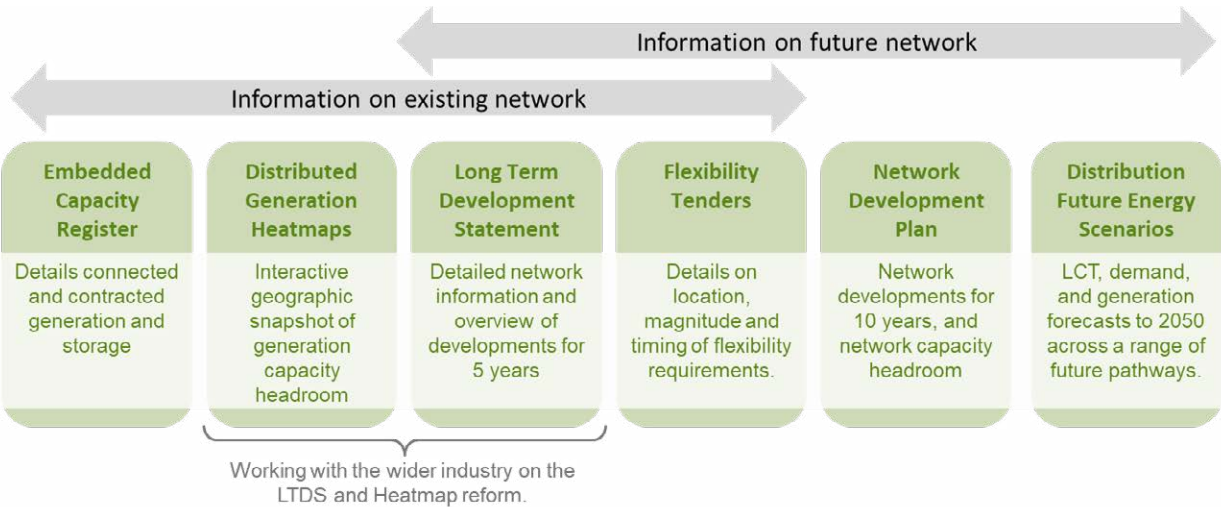 Information on future network
Information on existing network
Embedded
Capacity
Register
Details connected
and contracted
generation and
storage
Distributed
Generation
Heatmaps
Interactive
geographic
snapshot of
generation
capacity
headroom
Long Term
Development
Statement
Detailed network
information and
overview of
developments for
5 years
Flexibility
Tenders
Details on
location,
magnitude and
timing of flexibility
requirements.
Network
Development
Plan
Network
developments for
10 years, and
network capacity
headroom
Distribution
Future Energy
Scenarios
LCT, demand,
and generation
forecasts to 2050
across a range of
future pathways.
Working with the wider industry on the
LTDS and Heatmap reform.